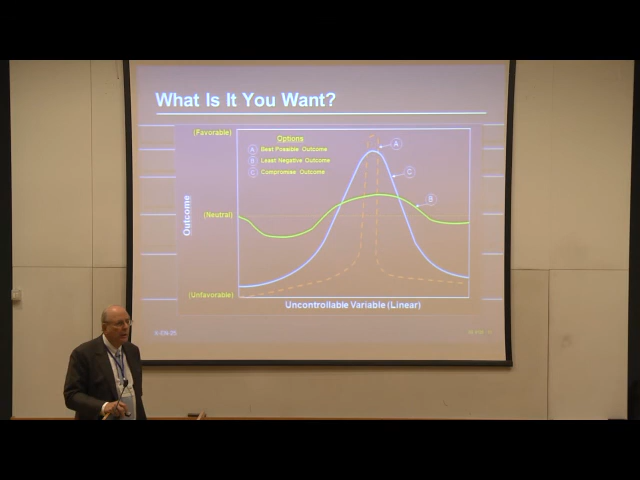 What Is It You Want?
(Favorable)
Options
A Best Possible Outcome
B Least Negative Outcome
C Compromise Outcome
A
C
B
Outcome
(Neutral)
(Unfavorable)
Uncontrollable Variable (Linear)